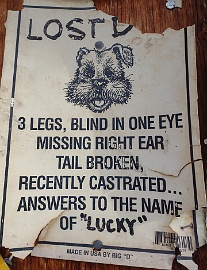 LOST D
3 LEGS, BLIND IN ONE EYE
MISSING RIGHT EAR
TAIL BROKEN,
RECENTLY CASTRATED...
ANSWERS TO THE NAME
OF "LUCKY"
MADE IN USA BY BIG "D"